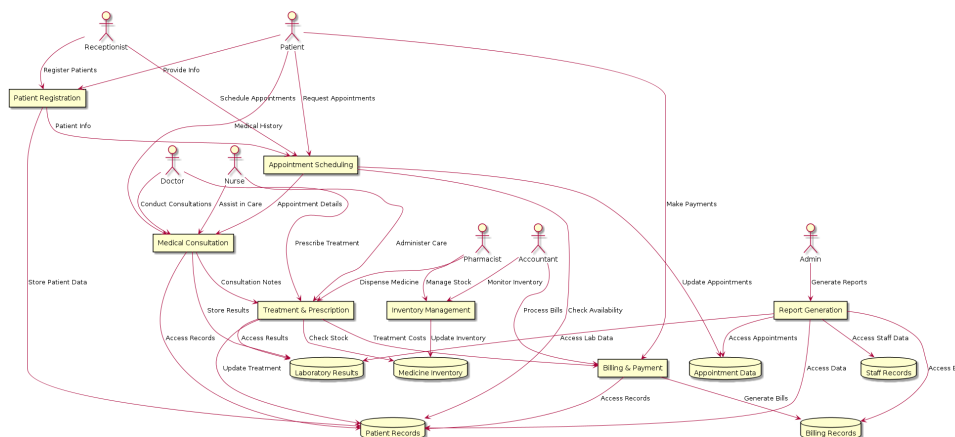 Receptionist
Patient
Register Patients
Provide Info
Patient Registration
Schedule Appointments
Request Appointments
Patient Info
Medical History
Appointment Scheduling
Doctor
Nurse
Conduct Consultations
Assist in Care
Appointment Details
Make Payments
Medical Consultation
Prescribe Treatment
Administer Care
Pharmacist
Accountant
Admin
Store Patient Data
Consultation Notes
Dispense Medicine
Manage Stock
Monitor Inventory
Update Appointments
Generate Reports
Store Results
Treatment & Prescription
Inventory Management
Process Bills
Check Availability
Report Generation
Access Records
Access Results
Check Stock
Treatment Costs
Update Inventory
Access Lab Data
Access Appointments
Access Staff Data
Update Treatment
Laboratory Results
Medicine Inventory
Billing & Payment
Appointment Data
Access Data
Staff Records
Access B
Access Records
Generate Bills
Patient Records
Billing Records